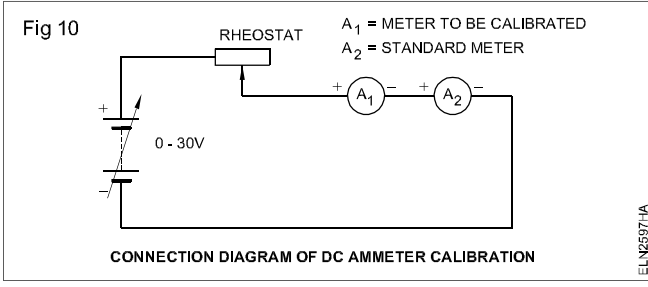 Fig 10
RHEOSTAT
A1 = METER TO BE CALIBRATED
A2 = STANDARD METER
+ A1 − + A2 −
+
0 - 30V
−
CONNECTION DIAGRAM OF DC AMMETER CALIBRATION
ELN2597HA